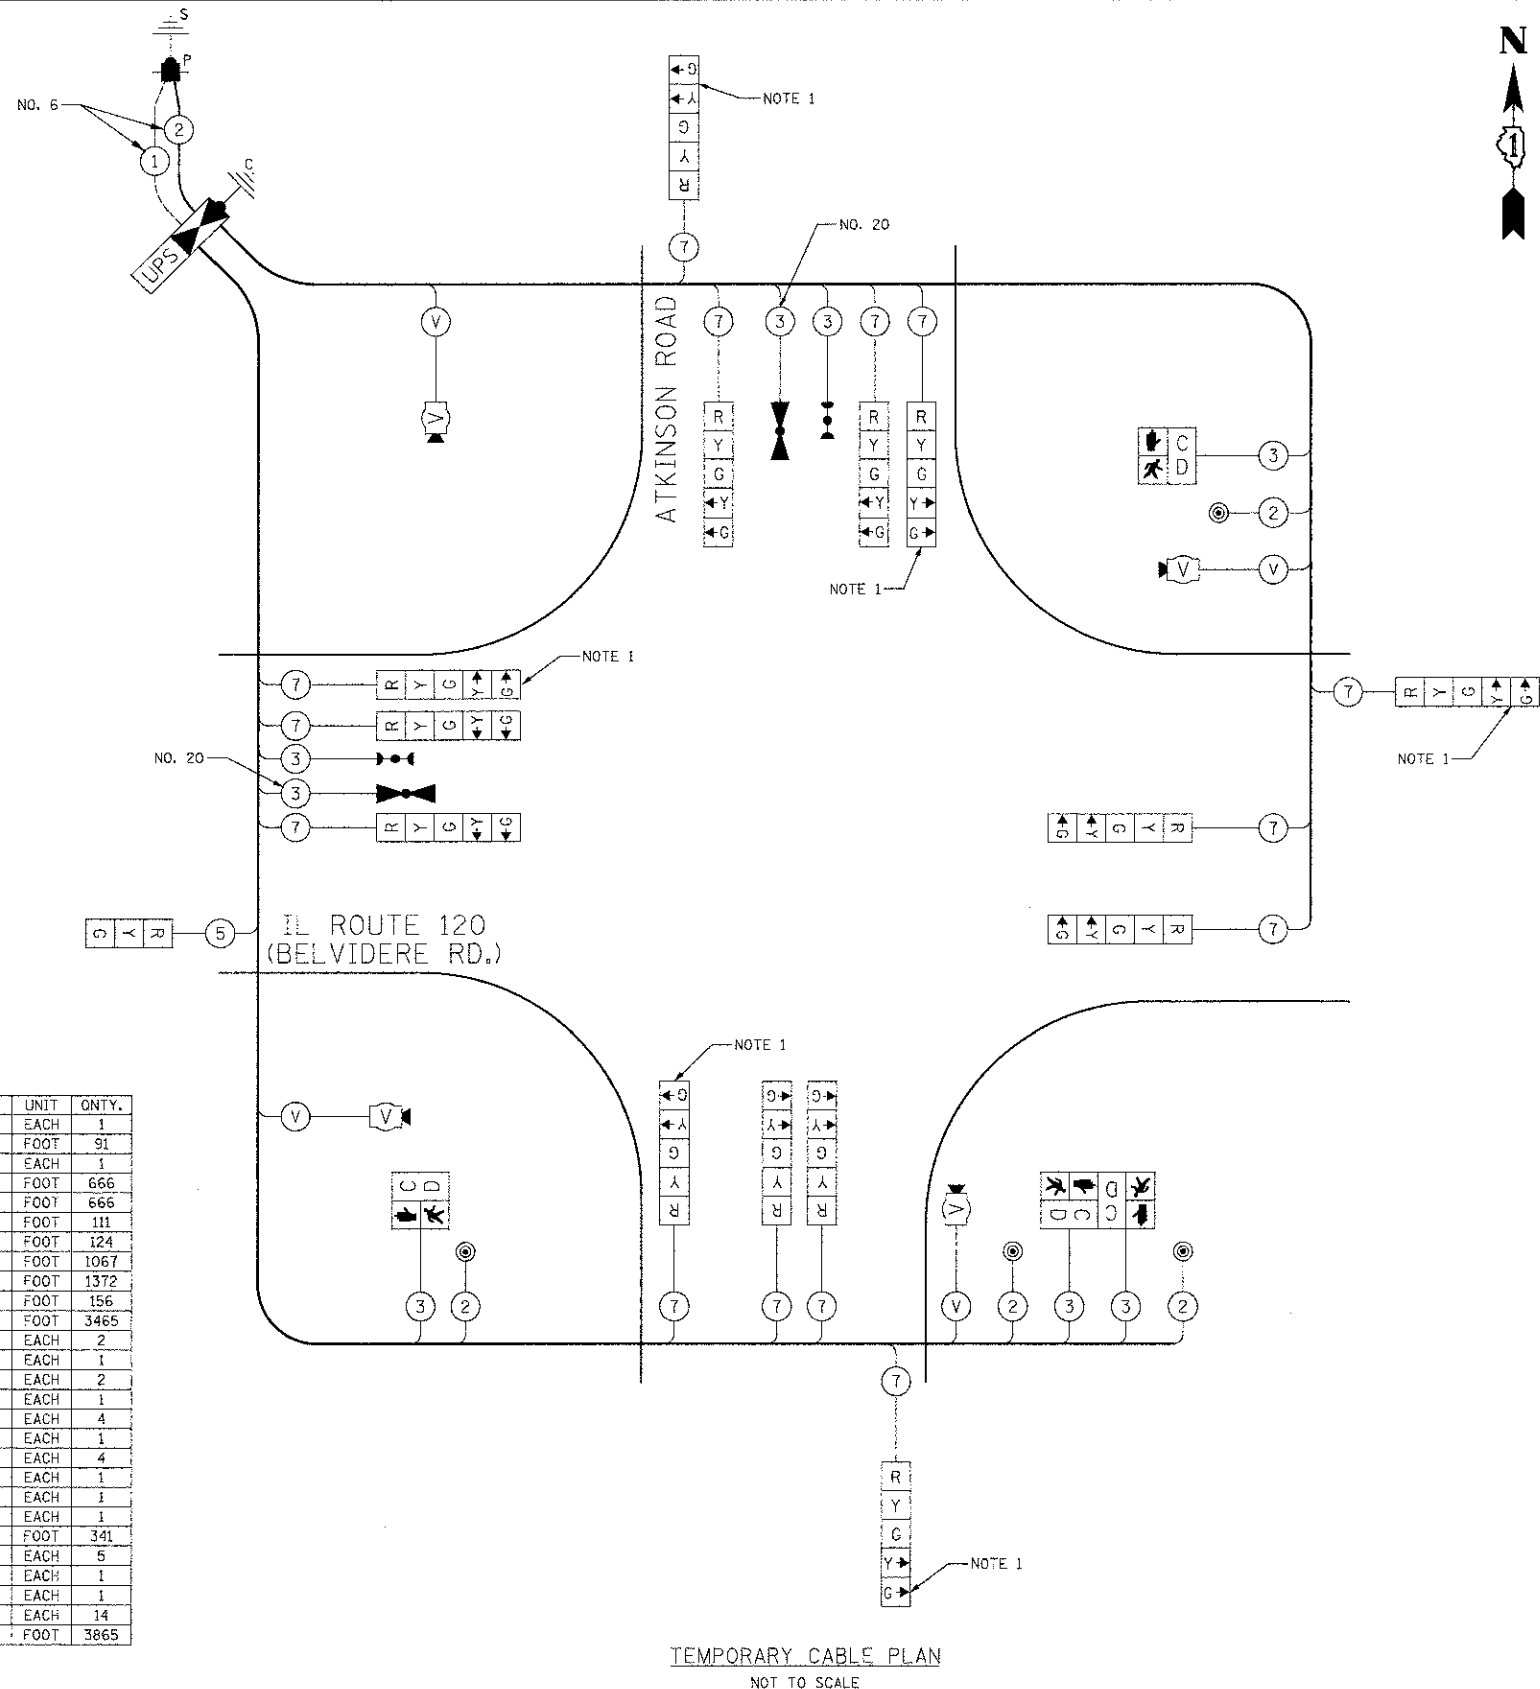 S
P
N
NO. 6
2
1
C
UPS
1
G
Y
G
Y
R
NOTE 1
7
NO. 20
V
7
3
3
7
7
V
ATKINSON ROAD
R Y G Y G
R Y G Y G
R Y G Y G
NOTE 1
C
D
3
2
V
V
7
R Y G Y G
NOTE 1
7
R Y G Y G
7
R Y G Y G
NOTE 1
NO. 20
3
3
7
R Y G Y G
G Y G Y R
7
G Y G Y R
7
G Y R
5
IL ROUTE 120
(BELVIDERE RD.)
V
V
NOTE 1
G Y G Y R
G Y G Y R
G Y G Y R
C D
V
D
C
D C
3
2
7
7
7
V
2
3
3
2
7
R
Y
G
Y
G
NOTE 1
UNIT QNTY.
EACH 1
FOOT 91
EACH 1
FOOT 666
FOOT 666
FOOT 111
FOOT 124
FOOT 1067
FOOT 1372
FOOT 156
FOOT 3465
EACH 2
EACH 1
EACH 2
EACH 1
EACH 4
EACH 1
EACH 4
EACH 1
EACH 1
EACH 1
FOOT 341
EACH 5
EACH 1
EACH 1
EACH 14
FOOT 3865
TEMPORARY CABLE PLAN
NOT TO SCALE